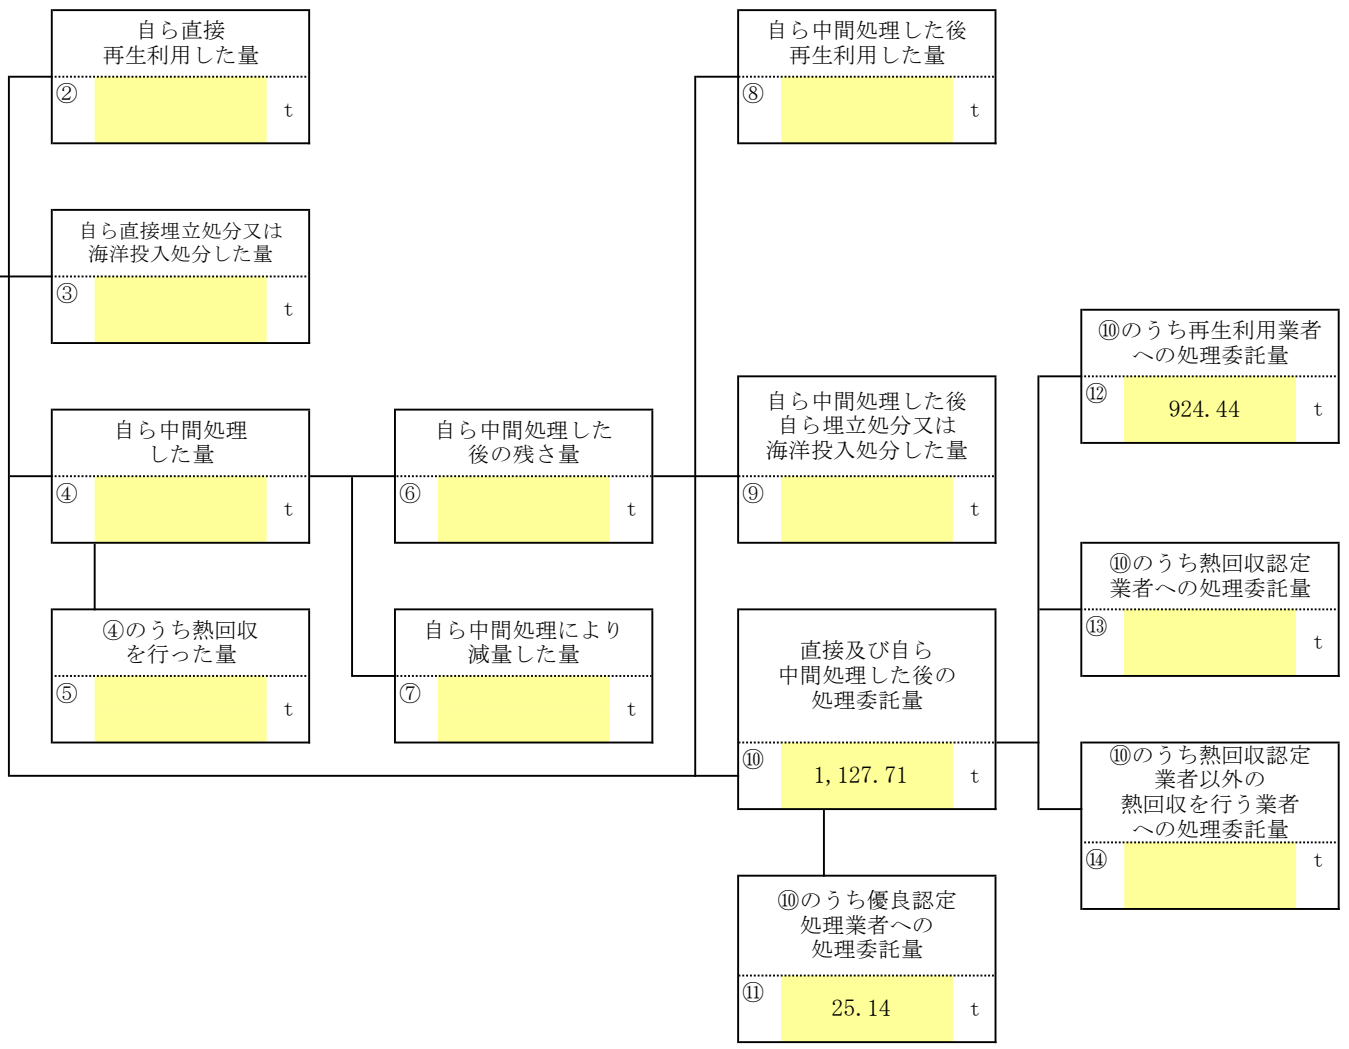 自ら直接
再生利用した量
②
t
自ら中間処理した後
再生利用した量
⑧
t
自ら直接埋立処分又は
海洋投入処分した量
③
t
⑩のうち再生利用業者
への処理委託量
⑫
924.44
t
自ら中間処理
した量
④
t
自ら中間処理した
後の残さ量
⑥
t
自ら中間処理した後
自ら埋立処分又は
海洋投入処分した量
⑨
t
⑩のうち熱回収認定
業者への処理委託量
⑬
t
④のうち熱回収
を行った量
⑤
t
自ら中間処理により
減量した量
⑦
t
直接及び自ら
中間処理した後の
処理委託量
⑩
1,127.71
t
⑩のうち熱回収認定
業者以外の
熱回収を行う業者
への処理委託量
⑭
t
⑩のうち優良認定
処理業者への
処理委託量
⑪
25.14
t